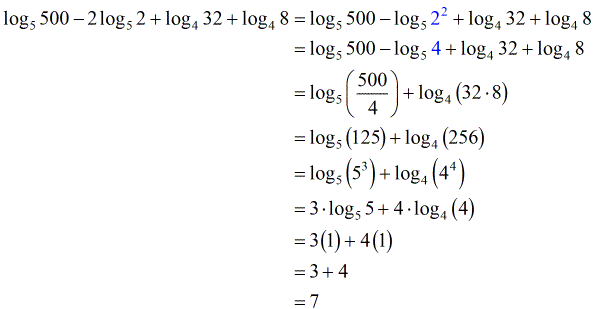 log₅ 500 − 2log₅ 2 + log₄ 32 + log₄ 8 = log₅ 500 − log₅ 2² + log₄ 32 + log₄ 8
= log₅ 500 − log₅ 4 + log₄ 32 + log₄ 8
= log₅(500/4) + log₄(32·8)
= log₅(125) + log₄(256)
= log₅(5³) + log₄(4⁴)
= 3·log₅ 5 + 4·log₄(4)
= 3(1) + 4(1)
= 3 + 4
= 7